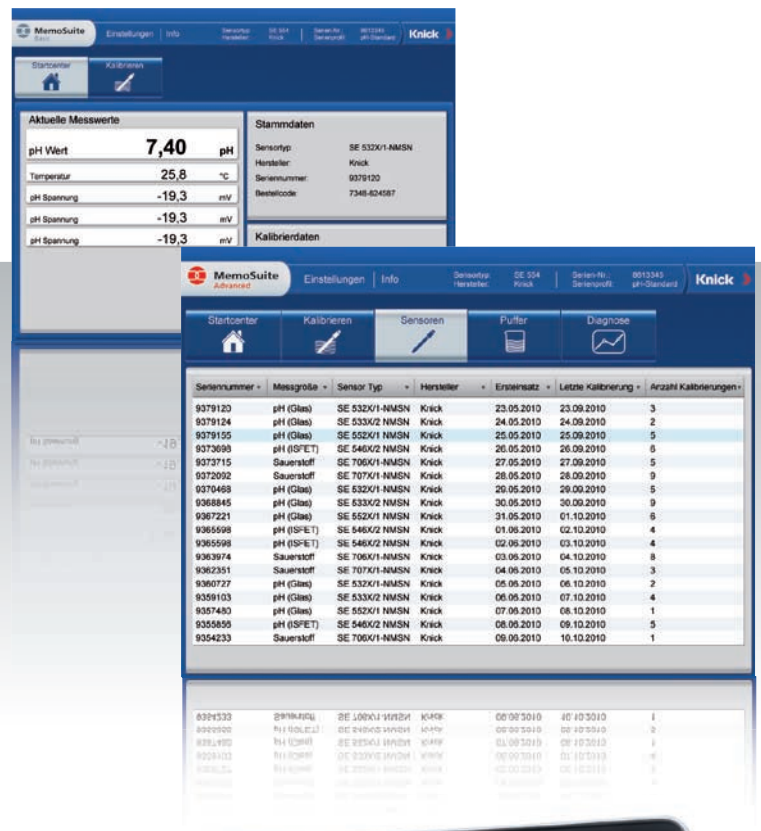 MemoSuite
Basic
Einstellungen | Info
Sensortyp: SE 554
Hersteller: Knick
Serien-Nr.:
Serienprofil: pH-Standard
Knick
Startcenter
Kalibrieren
Aktuelle Messwerte
pH Wert 7,40 pH
Temperatur 25,8 °C
pH Spannung -19,3 mV
pH Spannung -19,3 mV
pH Spannung -19,3 mV
Stammdaten
Sensortyp: SE 532X/1-NMSN
Hersteller: Knick
Seriennummer: 9379120
Bestellcode: 7348-624587
Kalibrierdaten
MemoSuite
Advanced
Einstellungen | Info
Sensortyp: SE 554
Hersteller: Knick
Serien-Nr.:
Serienprofil: pH-Standard
Knick
Startcenter
Kalibrieren
Sensoren
Puffer
Diagnose
Seriennummer Messgröße Sensor Typ Hersteller Ersteinsatz Letzte Kalibrierung Anzahl Kalibrierungen
9379120 pH (Glas) SE 532X/1-NMSN Knick 23.05.2010 23.09.2010 3
9379124 pH (Glas) SE 533X/2 NMSN Knick 24.05.2010 24.09.2010 2
9379155 pH (Glas) SE 552X/1 NMSN Knick 25.05.2010 25.09.2010 5
9373698 pH (ISFET) SE 546X/2 NMSN Knick 26.05.2010 26.09.2010 6
9373715 Sauerstoff SE 706X/1-NMSN Knick 27.05.2010 27.09.2010 5
9372092 Sauerstoff SE 707X/1-NMSN Knick 28.05.2010 28.09.2010 9
9370468 pH (Glas) SE 532X/1-NMSN Knick 29.05.2010 29.09.2010 5
9368845 pH (Glas) SE 533X/2 NMSN Knick 30.05.2010 30.09.2010 9
9367221 pH (Glas) SE 552X/1 NMSN Knick 31.05.2010 01.10.2010 6
9365598 pH (ISFET) SE 546X/2 NMSN Knick 01.06.2010 02.10.2010 4
9365598 pH (ISFET) SE 546X/2 NMSN Knick 02.06.2010 03.10.2010 4
9363974 Sauerstoff SE 706X/1-NMSN Knick 03.06.2010 04.10.2010 8
9362351 Sauerstoff SE 707X/1-NMSN Knick 04.06.2010 05.10.2010 3
9360727 pH (Glas) SE 532X/1-NMSN Knick 05.06.2010 06.10.2010 2
9359103 pH (Glas) SE 533X/2 NMSN Knick 06.06.2010 07.10.2010 4
9357480 pH (Glas) SE 552X/1 NMSN Knick 07.06.2010 08.10.2010 1
9355856 pH (ISFET) SE 546X/2 NMSN Knick 08.06.2010 09.10.2010 5
9354233 Sauerstoff SE 706X/1-NMSN Knick 09.06.2010 10.10.2010 1